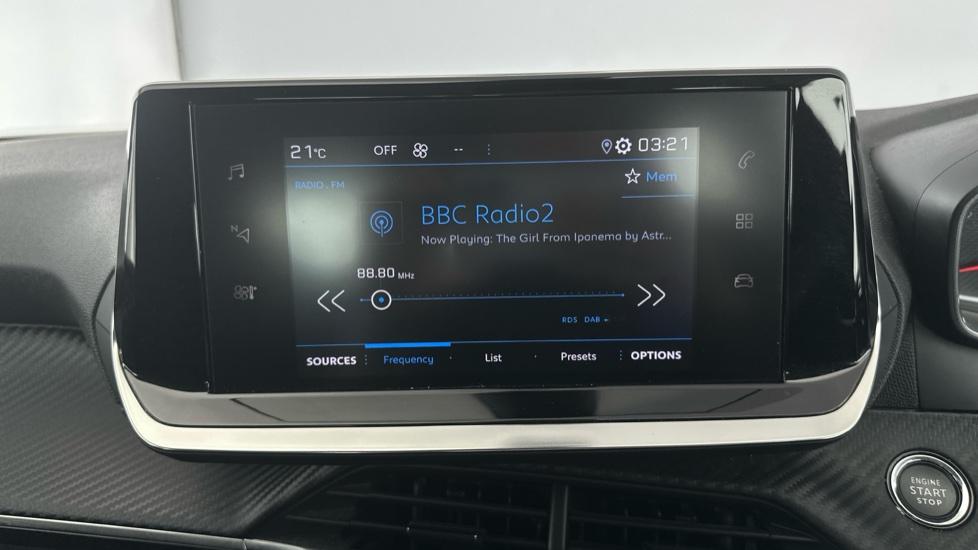 21°C OFF -- 03:21
RADIO . FM
Mem
BBC Radio2
Now Playing: The Girl From Ipanema by Astr...
N
88.80 MHz
RDS DAB
SOURCES Frequency List Presets OPTIONS
ENGINE
START
STOP